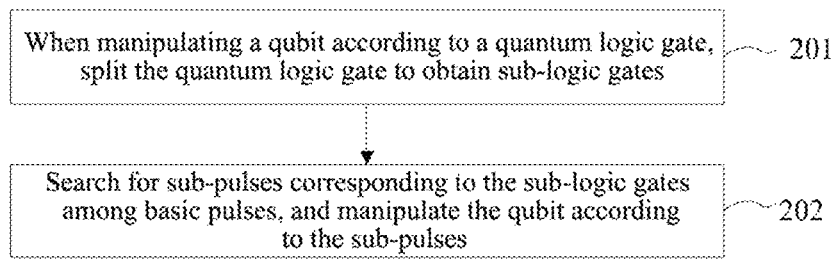 When manipulating a qubit according to a quantum logic gate,
split the quantum logic gate to obtain sub-logic gates
201
Search for sub-pulses corresponding to the sub-logic gates
among basic pulses, and manipulate the qubit according
to the sub-pulses
202